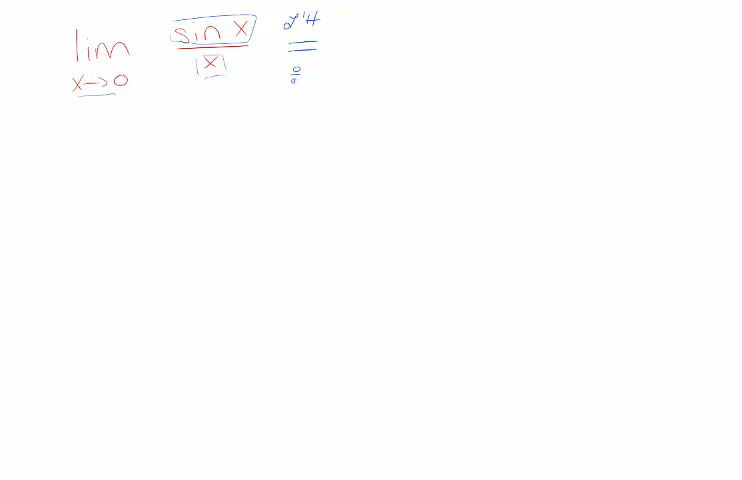 lim sin x / x L'H =
x→0 0/0